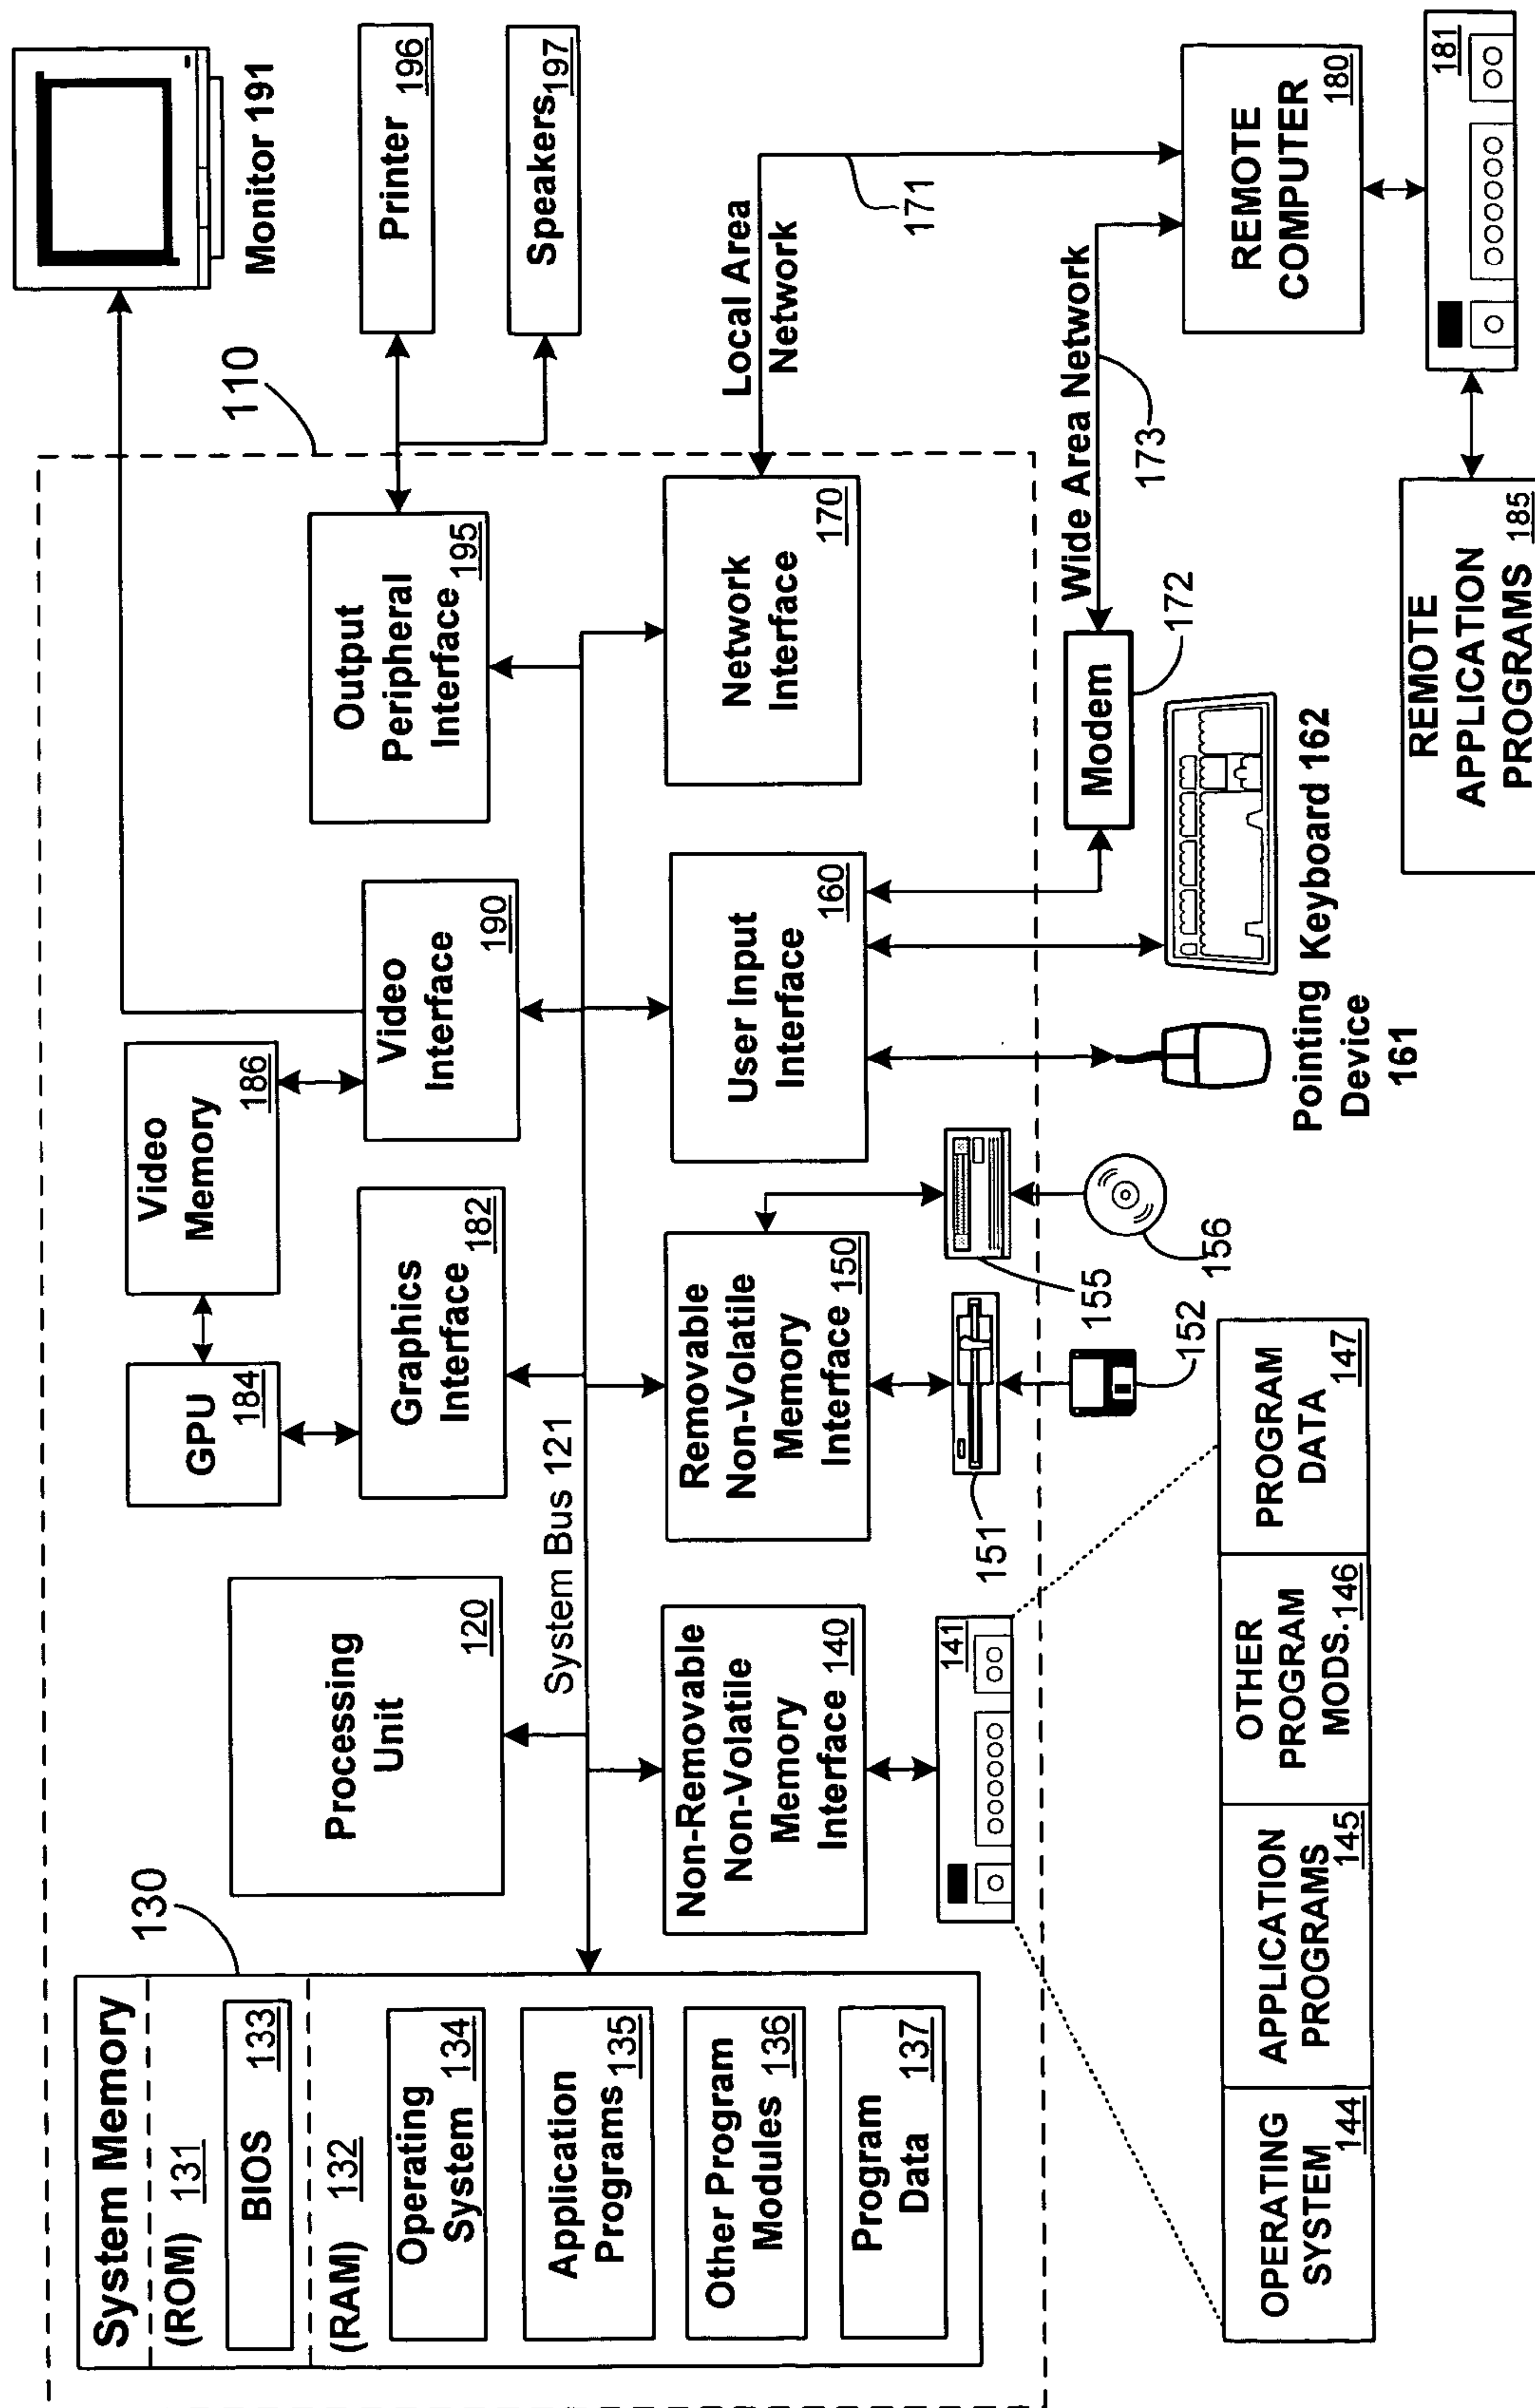 System Memory
(ROM) 131
BIOS 133
(RAM) 132
Operating
System 134
Application
Programs 135
Other Program
Modules 136
Program
Data 137
130
Processing
Unit
120
GPU
184
Video
Memory
186
Graphics
Interface
182
Video
Interface
190
Output
Peripheral
Interface
195
110
Monitor 191
Printer
196
Speakers 197
System Bus 121
Non-Removable
Non-Volatile
Memory
Interface 140
Removable
Non-Volatile
Memory
Interface 150
User Input
Interface
160
Network
Interface
170
Local Area
Network
171
141
151
152
155
156
Modem
172
Wide Area Network
173
Pointing
Device
161
Keyboard 162
REMOTE
COMPUTER
180
181
REMOTE
APPLICATION
PROGRAMS 185
OPERATING
SYSTEM 144
APPLICATION
PROGRAMS 145
OTHER
PROGRAM
MODS. 146
PROGRAM
DATA 147